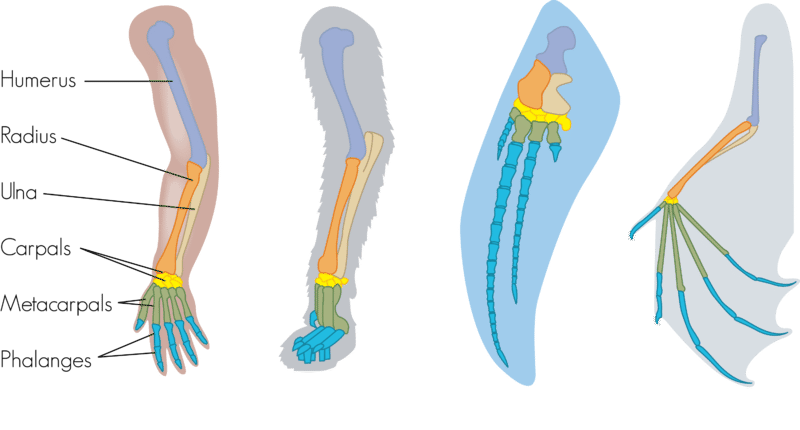 Humerus
Radius
Ulna
Carpals
Metacarpals
Phalanges